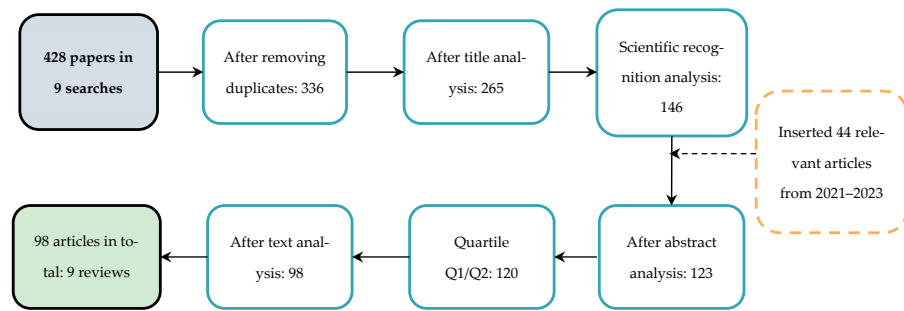 428 papers in
9 searches
After removing
duplicates: 336
After title anal-
ysis: 265
Scientific recog-
nition analysis:
146
Inserted 44 rele-
vant articles
from 2021–2023
After abstract
analysis: 123
Quartile
Q1/Q2: 120
After text anal-
ysis: 98
98 articles in to-
tal: 9 reviews